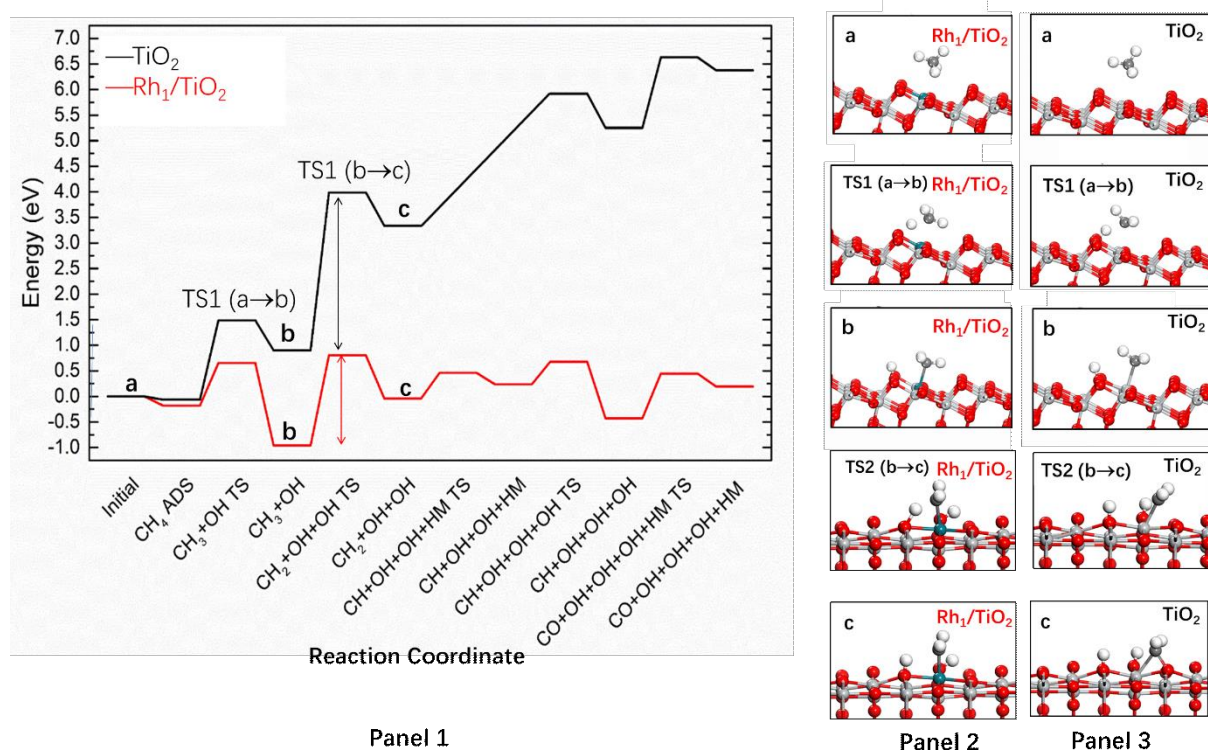 7.0
6.5
6.0
5.5
5.0
4.5
4.0
3.5
3.0
2.5
2.0
1.5
1.0
0.5
0.0
-0.5
-1.0
Energy (eV)
TiO₂
Rh₁/TiO₂
TS1 (b→c)
c
TS1 (a→b)
b
a
c
b
Initial
CH₄ ADS
CH₃+OH TS
CH₃+OH
CH₂+OH+OH TS
CH₂+OH+OH
CH+OH+OH+HM TS
CH+OH+OH+HM
CH+OH+OH+OH TS
CH+OH+OH+OH
CO+OH+OH+OH+HM TS
CO+OH+OH+OH+HM
Reaction Coordinate
Panel 1
a Rh₁/TiO₂
TS1 (a→b) Rh₁/TiO₂
b Rh₁/TiO₂
TS2 (b→c) Rh₁/TiO₂
c Rh₁/TiO₂
Panel 2
a TiO₂
TS1 (a→b) TiO₂
b TiO₂
TS2 (b→c) TiO₂
c TiO₂
Panel 3